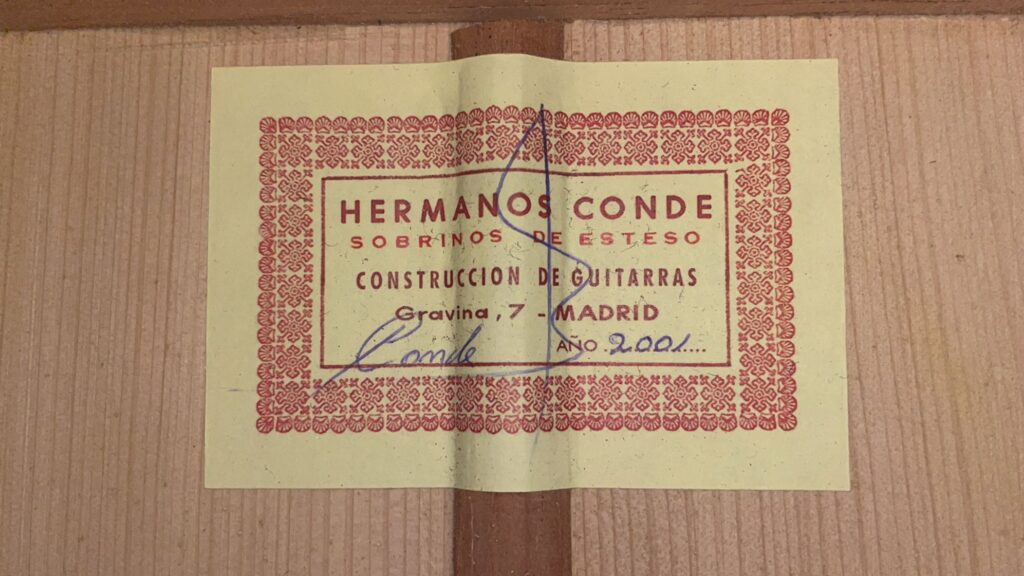 HERMANOS CONDE
SOBRINOS DE ESTESO
CONSTRUCCION DE GUITARRAS
Gravina, 7 - MADRID
Conde AÑO 2001....